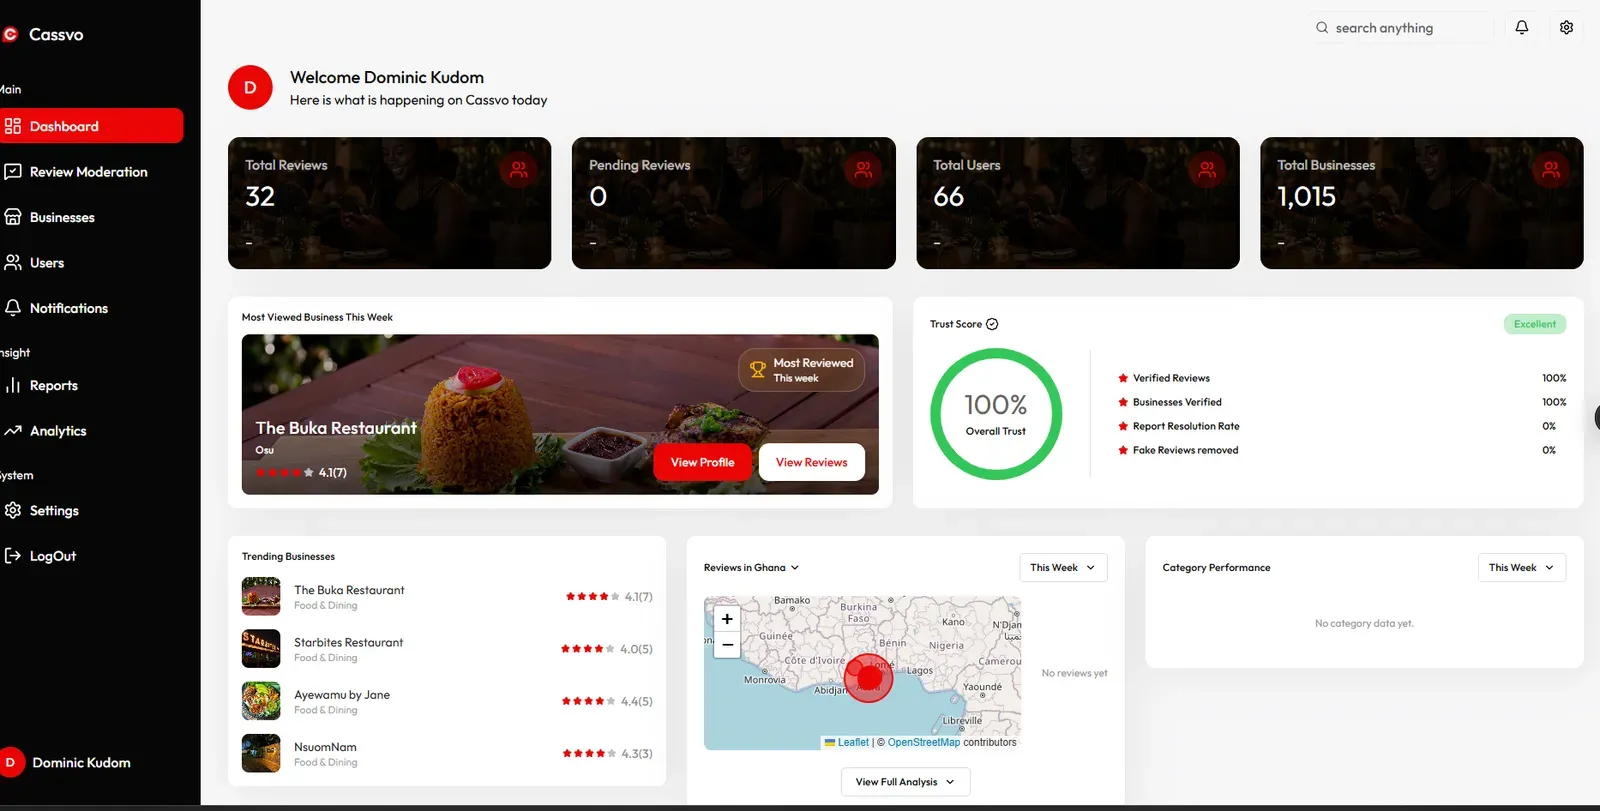 Cassvo
Main
Dashboard
Review Moderation
Businesses
Users
Notifications
Insight
Reports
Analytics
System
Settings
LogOut
D
Dominic Kudom
search anything
D
Welcome Dominic Kudom
Here is what is happening on Cassvo today
Total Reviews
32
-
Pending Reviews
0
-
Total Users
66
-
Total Businesses
1,015
-
Most Viewed Business This Week
Most Reviewed
This week
The Buka Restaurant
Osu
4.1(7)
View Profile
View Reviews
Trust Score
Excellent
100%
Overall Trust
Verified Reviews 100%
Businesses Verified 100%
Report Resolution Rate 0%
Fake Reviews removed 0%
Trending Businesses
The Buka Restaurant
Food & Dining
4.1(7)
Starbites Restaurant
Food & Dining
4.0(5)
Ayewamu by Jane
Food & Dining
4.4(5)
NsuomNam
Food & Dining
4.3(3)
Reviews in Ghana
This Week
+
−
Bamako
Burkina
Faso
Kano
N'Djam
Guinée
Bénin
Nigeria
Côte d'Ivoire
Lomé
Lagos
Cameroun
Monrovia
Abidjan
Yaoundé
Libreville
Leaflet | © OpenStreetMap contributors
No reviews yet
View Full Analysis
Category Performance
This Week
No category data yet.